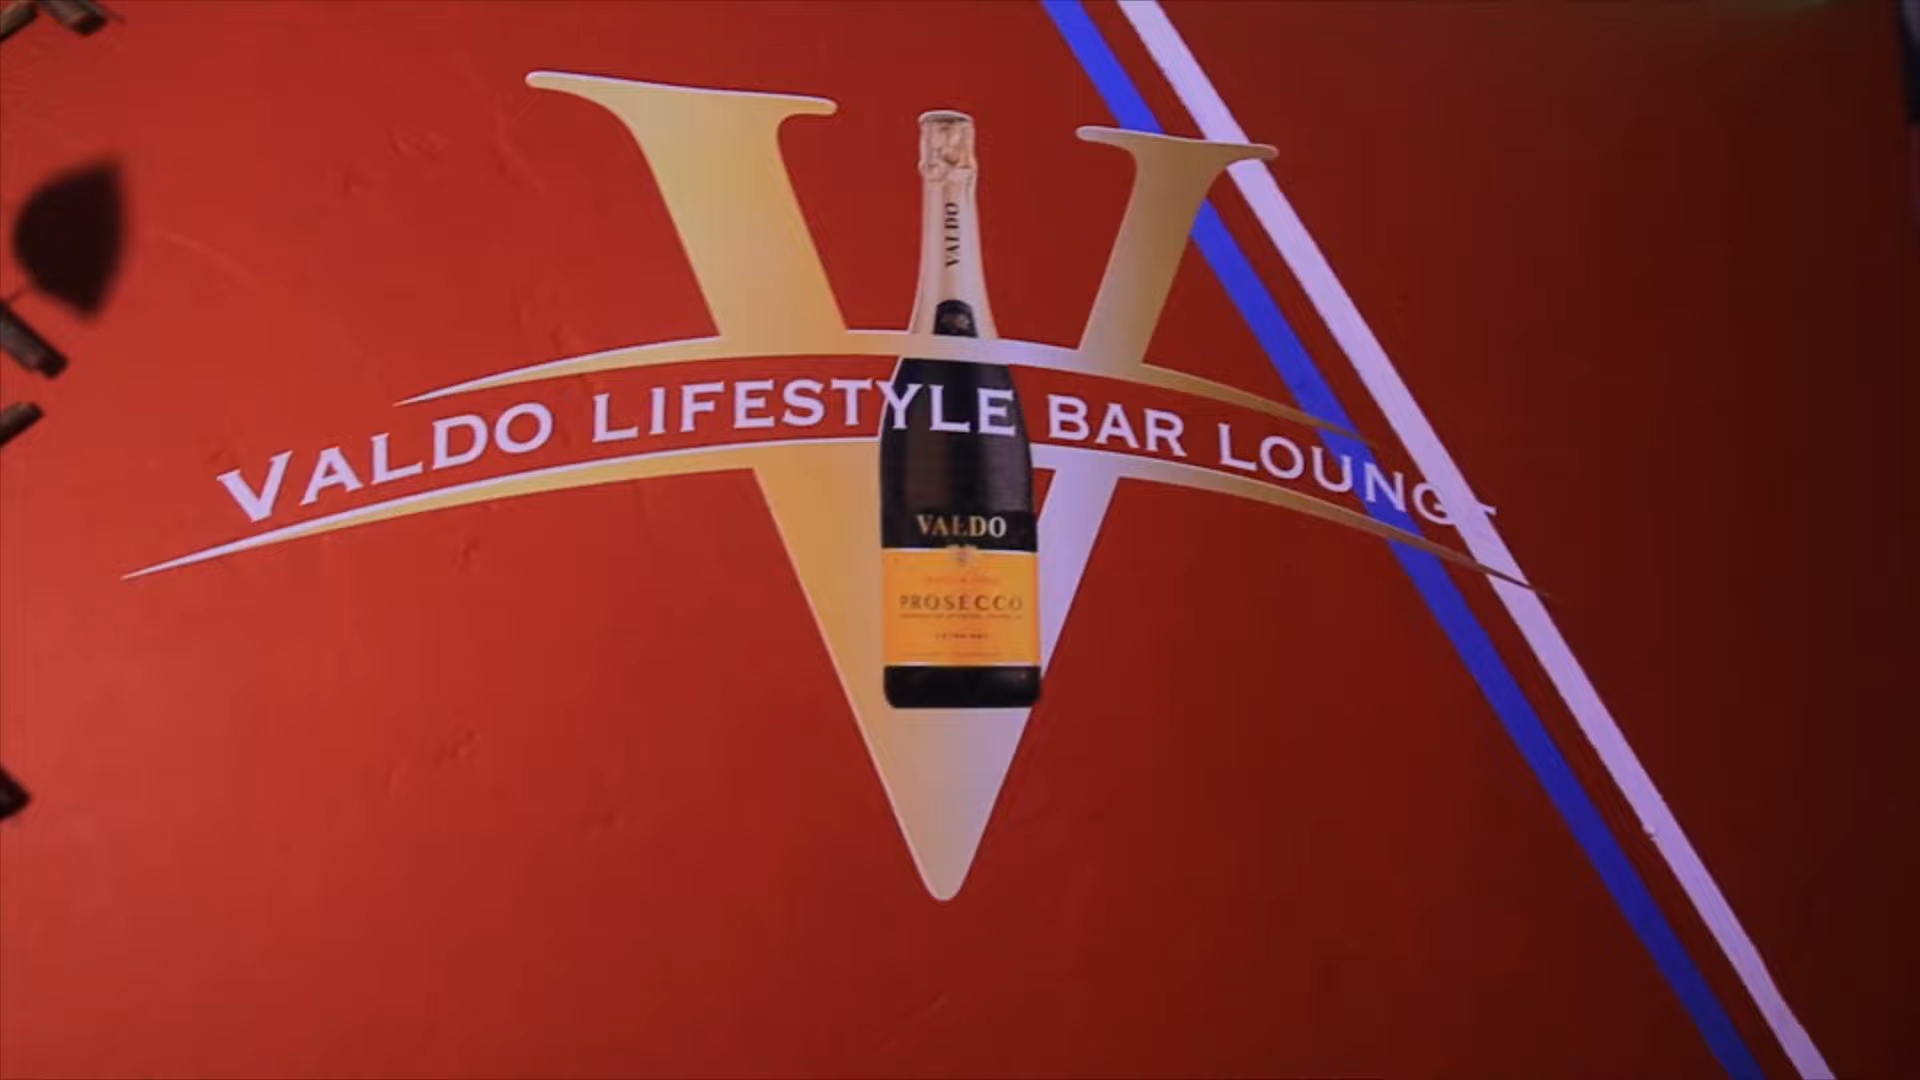 VALDO
VALDO LIFESTYLE BAR LOUNGE
VALDO
PROSECCO